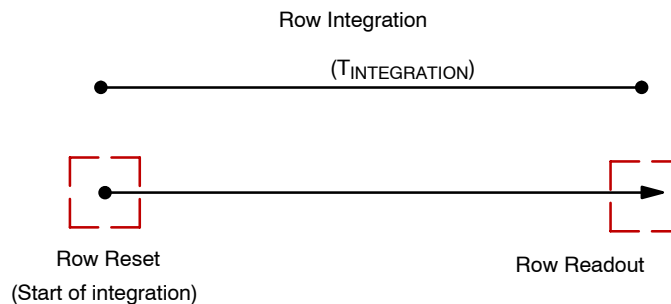 Row Integration
(TINTEGRATION)
Row Reset
(Start of integration)
Row Readout